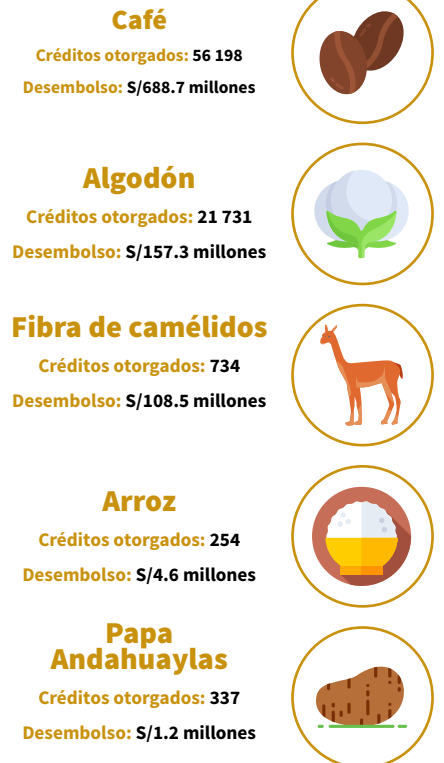 Café
Créditos otorgados: 56 198
Desembolso: S/688.7 millones
Algodón
Créditos otorgados: 21 731
Desembolso: S/157.3 millones
Fibra de camélidos
Créditos otorgados: 734
Desembolso: S/108.5 millones
Arroz
Créditos otorgados: 254
Desembolso: S/4.6 millones
Papa
Andahuaylas
Créditos otorgados: 337
Desembolso: S/1.2 millones